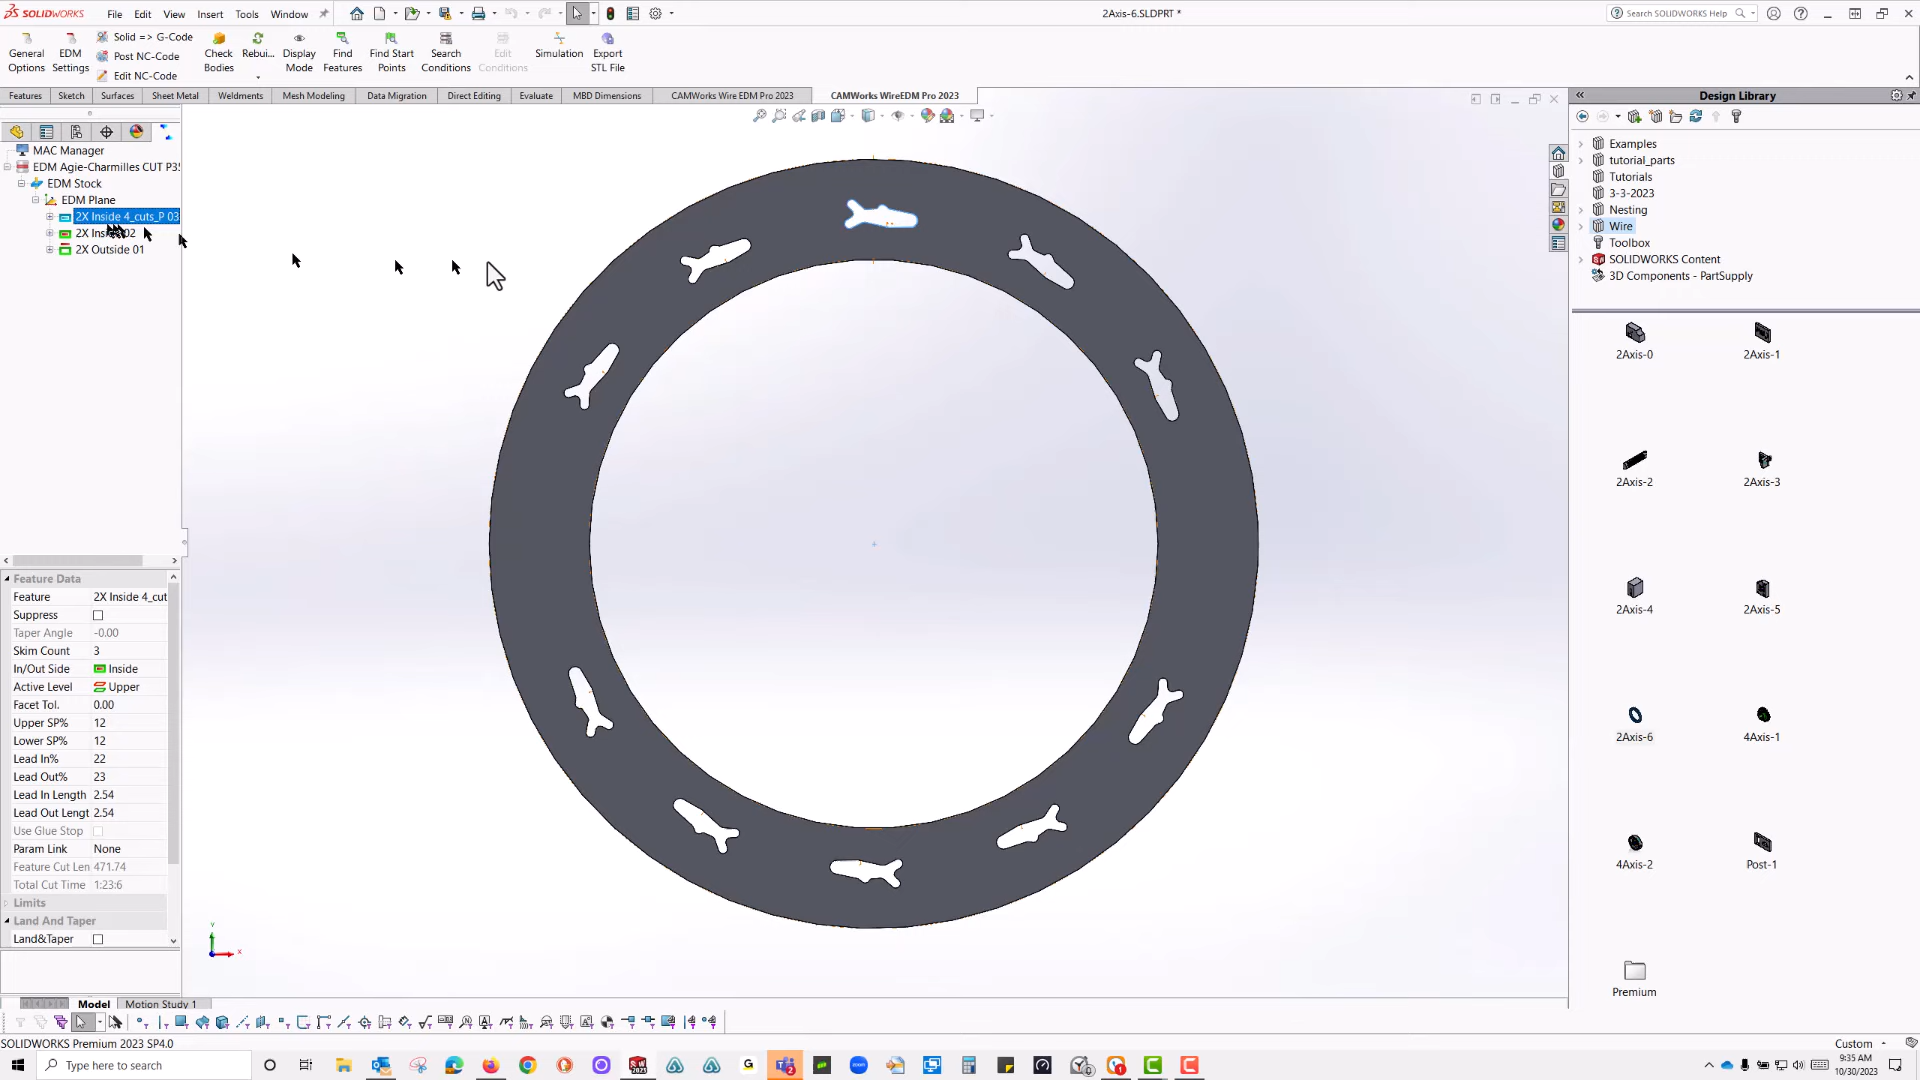 SOLIDWORKS File Edit View Insert Tools Window 2Axis-6.SLDPRT * Search SOLIDWORKS Help
General Options
EDM Settings
Solid => G-Code
Post NC-Code
Edit NC-Code
Check Bodies
Rebui...
Display Mode
Find Features
Find Start Points
Search Conditions
Edit Conditions
Simulation
Export STL File
Features Sketch Surfaces Sheet Metal Weldments Mesh Modeling Data Migration Direct Editing Evaluate MBD Dimensions CAMWorks Wire EDM Pro 2023 CAMWorks WireEDM Pro 2023
MAC Manager
EDM Agie-Charmilles CUT P35
EDM Stock
EDM Plane
2X Inside 4_cuts_P 03
2X Inside 02
2X Outside 01
Feature Data
Feature 2X Inside 4_cut
Suppress
Taper Angle -0.00
Skim Count 3
In/Out Side Inside
Active Level Upper
Facet Tol. 0.00
Upper SP% 12
Lower SP% 12
Lead In% 22
Lead Out% 23
Lead In Length 2.54
Lead Out Lengt 2.54
Use Glue Stop
Param Link None
Feature Cut Len 471.74
Total Cut Time 1:23:6
Limits
Land And Taper
Land&Taper
Y
X
Design Library
Examples
tutorial_parts
Tutorials
3-3-2023
Nesting
Wire
Toolbox
SOLIDWORKS Content
3D Components - PartSupply
2Axis-0 2Axis-1
2Axis-2 2Axis-3
2Axis-4 2Axis-5
2Axis-6 4Axis-1
4Axis-2 Post-1
Premium
Model Motion Study 1
SOLIDWORKS Premium 2023 SP4.0 Custom
Type here to search
9:35 AM
10/30/2023